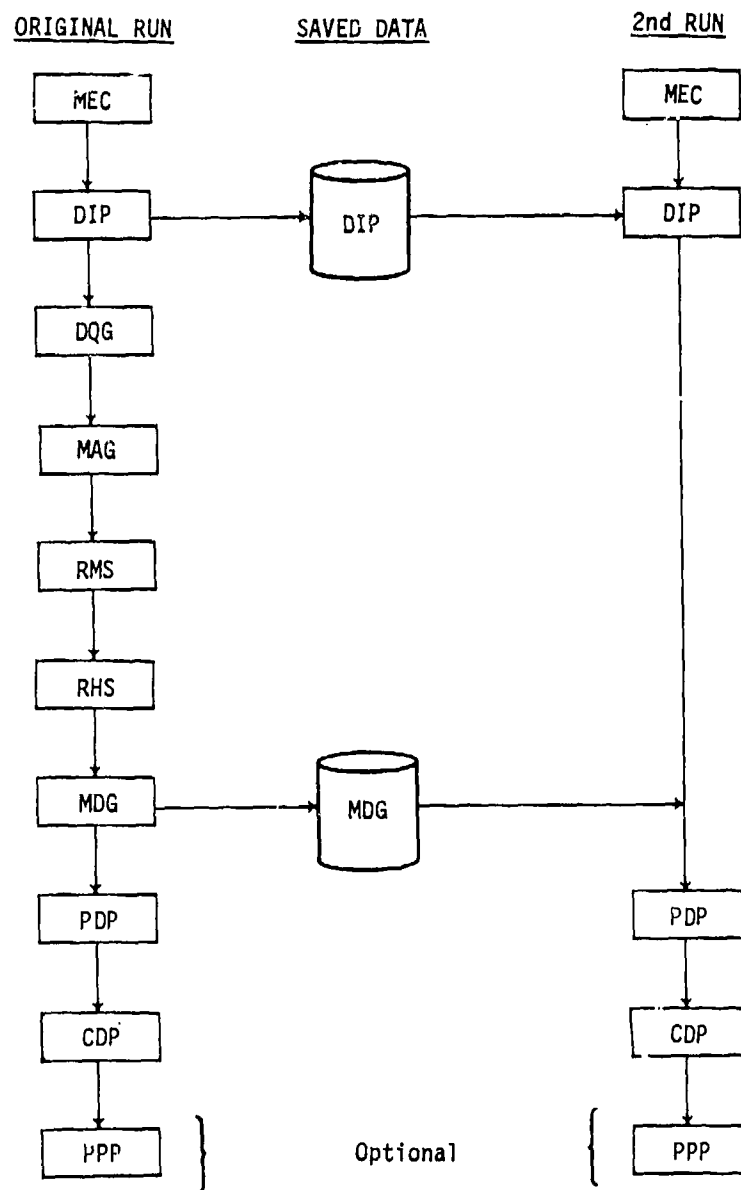 ORIGINAL RUN SAVED DATA 2nd RUN
MEC MEC
DIP DIP DIP
DQG
MAG
RMS
RHS
MDG MDG
PDP PDP
CDP CDP
PPP Optional PPP